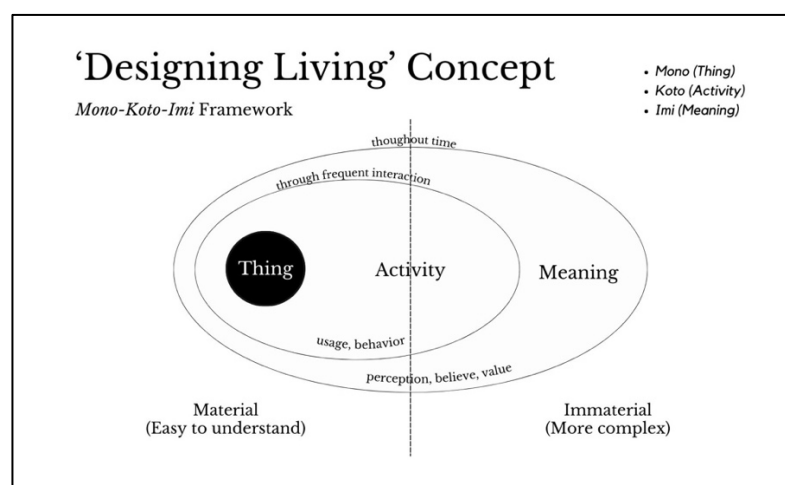 ‘Designing Living’ Concept
Mono-Koto-Imi Framework
• Mono (Thing)
• Koto (Activity)
• Imi (Meaning)
thoughout time
through frequent interaction
Thing
Activity
Meaning
usage, behavior
perception, believe, value
Material
(Easy to understand)
Immaterial
(More complex)